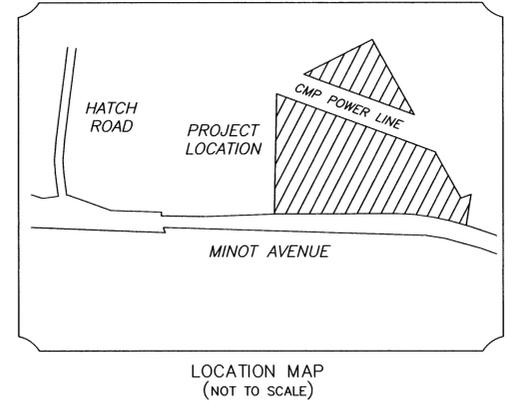 HATCH
ROAD
PROJECT
LOCATION
CMP POWER LINE
MINOT AVENUE
LOCATION MAP
(NOT TO SCALE)